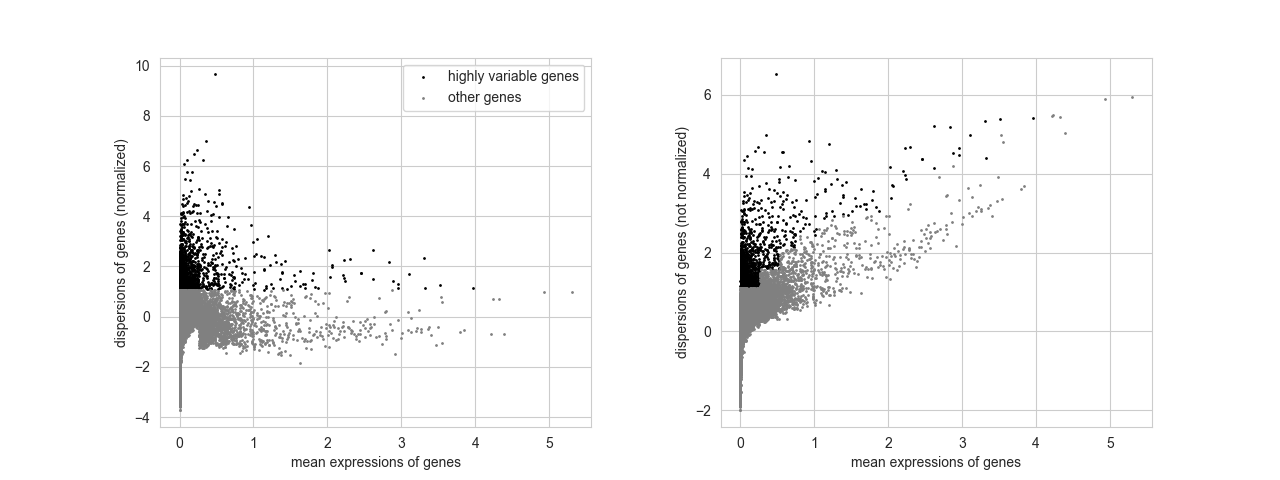 dispersions of genes (normalized)
10
8
6
4
2
0
−2
−4
highly variable genes
other genes
0 1 2 3 4 5
mean expressions of genes
dispersions of genes (not normalized)
6
4
2
0
−2
0 1 2 3 4 5
mean expressions of genes